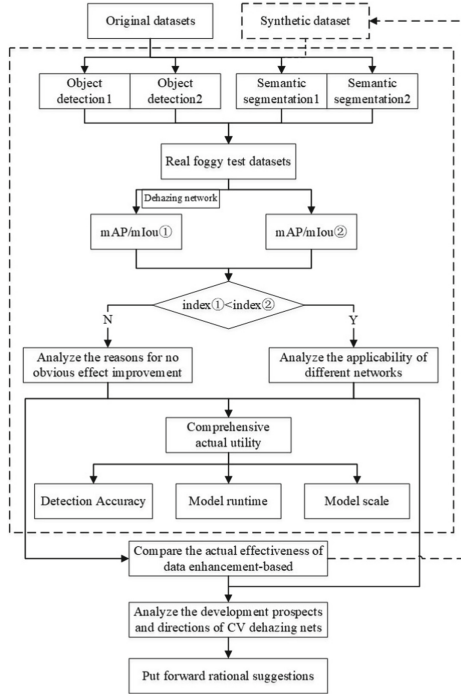 Original datasets
Synthetic dataset
Object
detection1
Object
detection2
Semantic
segmentation1
Semantic
segmentation2
Real foggy test datasets
Dehazing network
mAP/mIou①
mAP/mIou②
index①<index②
N
Y
Analyze the reasons for no
obvious effect improvement
Analyze the applicability of
different networks
Comprehensive
actual utility
Detection Accuracy
Model runtime
Model scale
Compare the actual effectiveness of
data enhancement-based
Analyze the development prospects
and directions of CV dehazing nets
Put forward rational suggestions